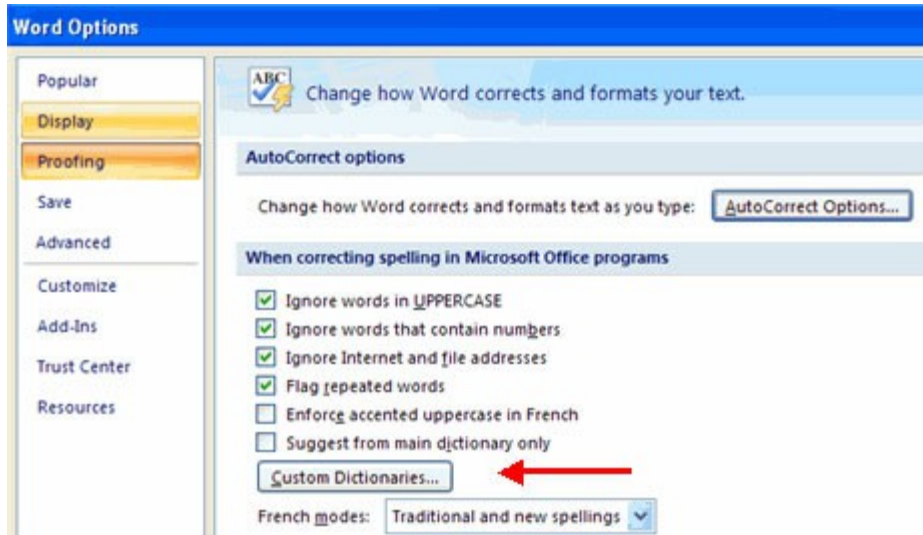 Word Options
Popular
Display
Proofing
Save
Advanced
Customize
Add-Ins
Trust Center
Resources
ABC
Change how Word corrects and formats your text.
AutoCorrect options
Change how Word corrects and formats text as you type: AutoCorrect Options...
When correcting spelling in Microsoft Office programs
Ignore words in UPPERCASE
Ignore words that contain numbers
Ignore Internet and file addresses
Flag repeated words
Enforce accented uppercase in French
Suggest from main dictionary only
Custom Dictionaries...
French modes: Traditional and new spellings